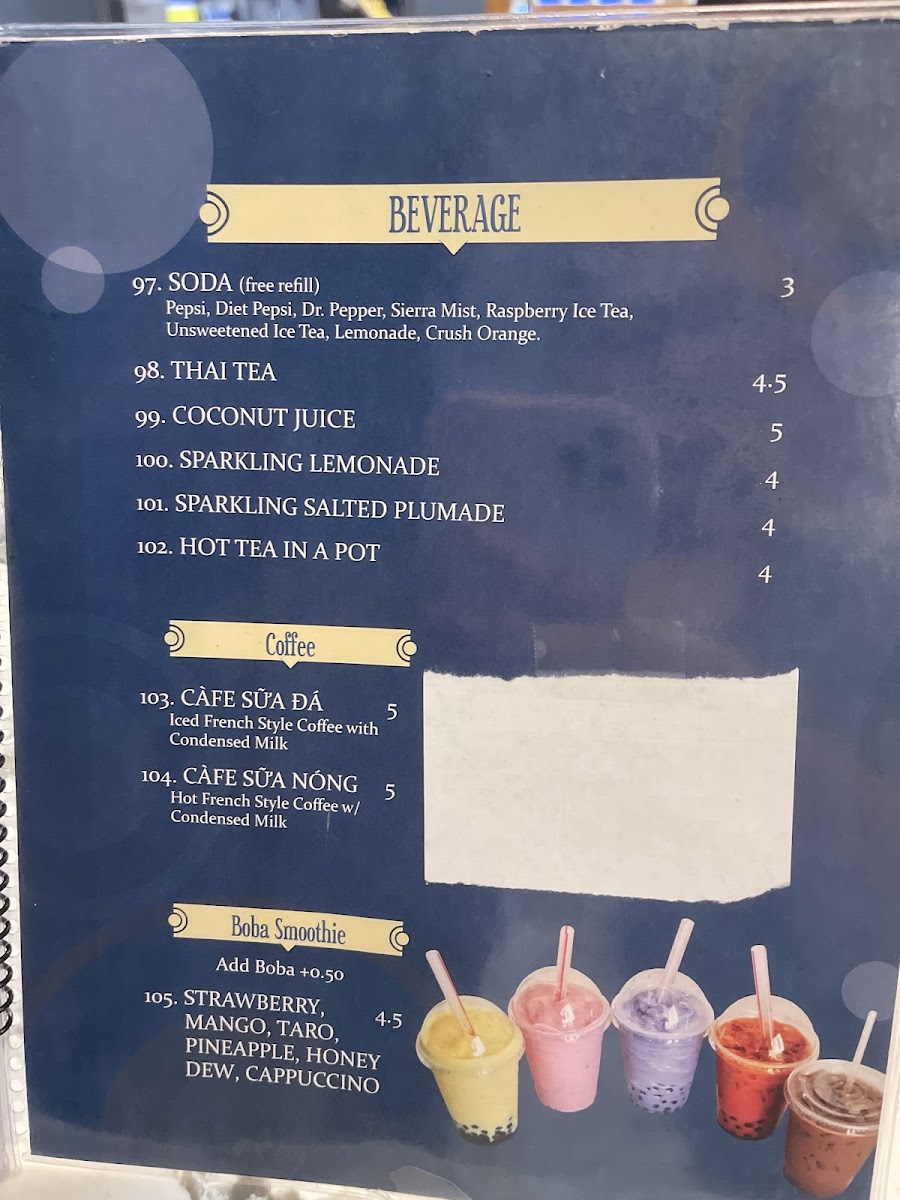 BEVERAGE
97. SODA (free refill) 3
Pepsi, Diet Pepsi, Dr. Pepper, Sierra Mist, Raspberry Ice Tea,
Unsweetened Ice Tea, Lemonade, Crush Orange.
98. THAI TEA 4.5
99. COCONUT JUICE 5
100. SPARKLING LEMONADE 4
101. SPARKLING SALTED PLUMADE 4
102. HOT TEA IN A POT 4
Coffee
103. CÀFE SỮA ĐÁ 5
Iced French Style Coffee with
Condensed Milk
104. CÀFE SỮA NÓNG 5
Hot French Style Coffee w/
Condensed Milk
Boba Smoothie
Add Boba +0.50
105. STRAWBERRY, 4.5
MANGO, TARO,
PINEAPPLE, HONEY
DEW, CAPPUCCINO